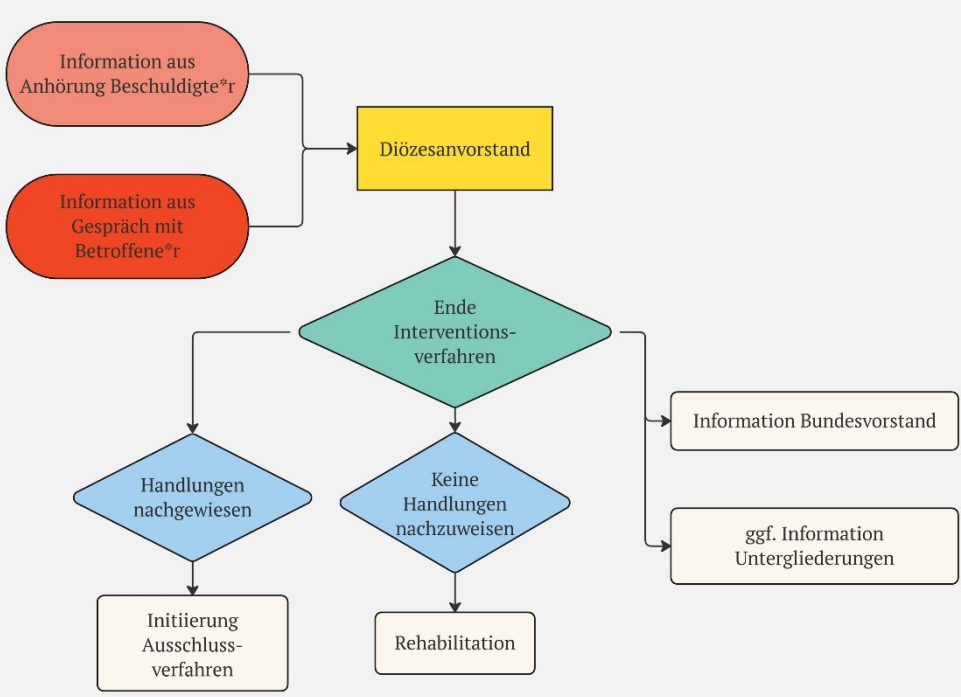 Information aus
Anhörung Beschuldigte*r
Diözesanvorstand
Information aus
Gespräch mit
Betroffene*r
Ende
Interventions-
verfahren
Information Bundesvorstand
Handlungen
nachgewiesen
Keine
Handlungen
nachzuweisen
ggf. Information
Untergliederungen
Initiierung
Ausschluss-
verfahren
Rehabilitation